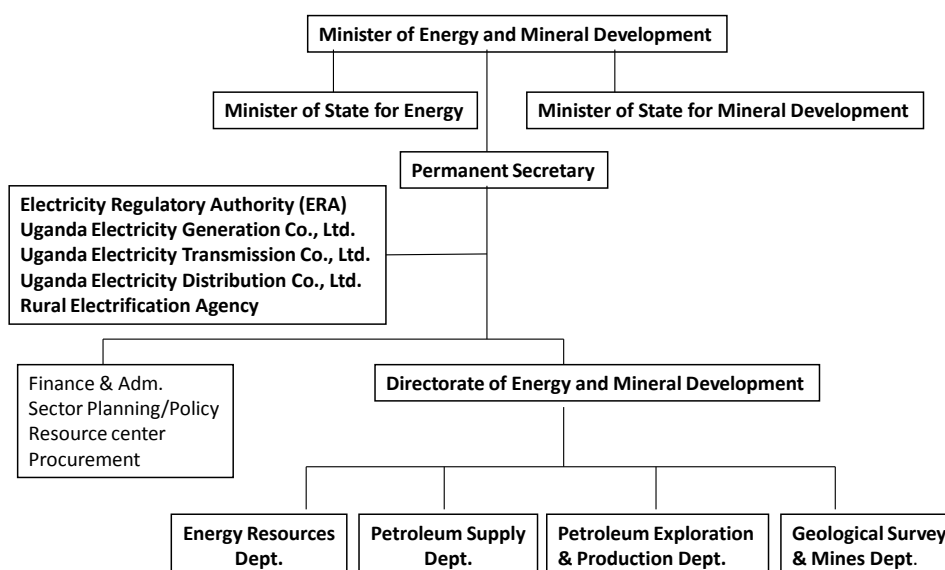 Minister of Energy and Mineral Development
Minister of State for Energy
Minister of State for Mineral Development
Permanent Secretary
Electricity Regulatory Authority (ERA)
Uganda Electricity Generation Co., Ltd.
Uganda Electricity Transmission Co., Ltd.
Uganda Electricity Distribution Co., Ltd.
Rural Electrification Agency
Finance & Adm.
Sector Planning/Policy
Resource center
Procurement
Directorate of Energy and Mineral Development
Energy Resources
Dept.
Petroleum Supply
Dept.
Petroleum Exploration
& Production Dept.
Geological Survey
& Mines Dept.